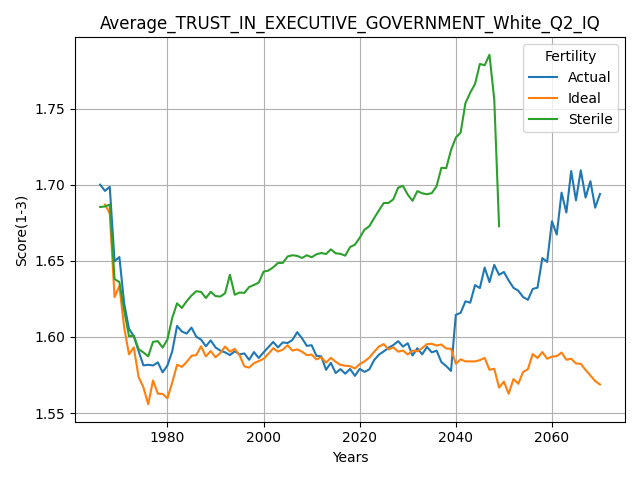 Average_TRUST_IN_EXECUTIVE_GOVERNMENT_White_Q2_IQ
Fertility
Actual
Ideal
Sterile
Score(1-3)
1.75
1.70
1.65
1.60
1.55
1980
2000
2020
2040
2060
Years